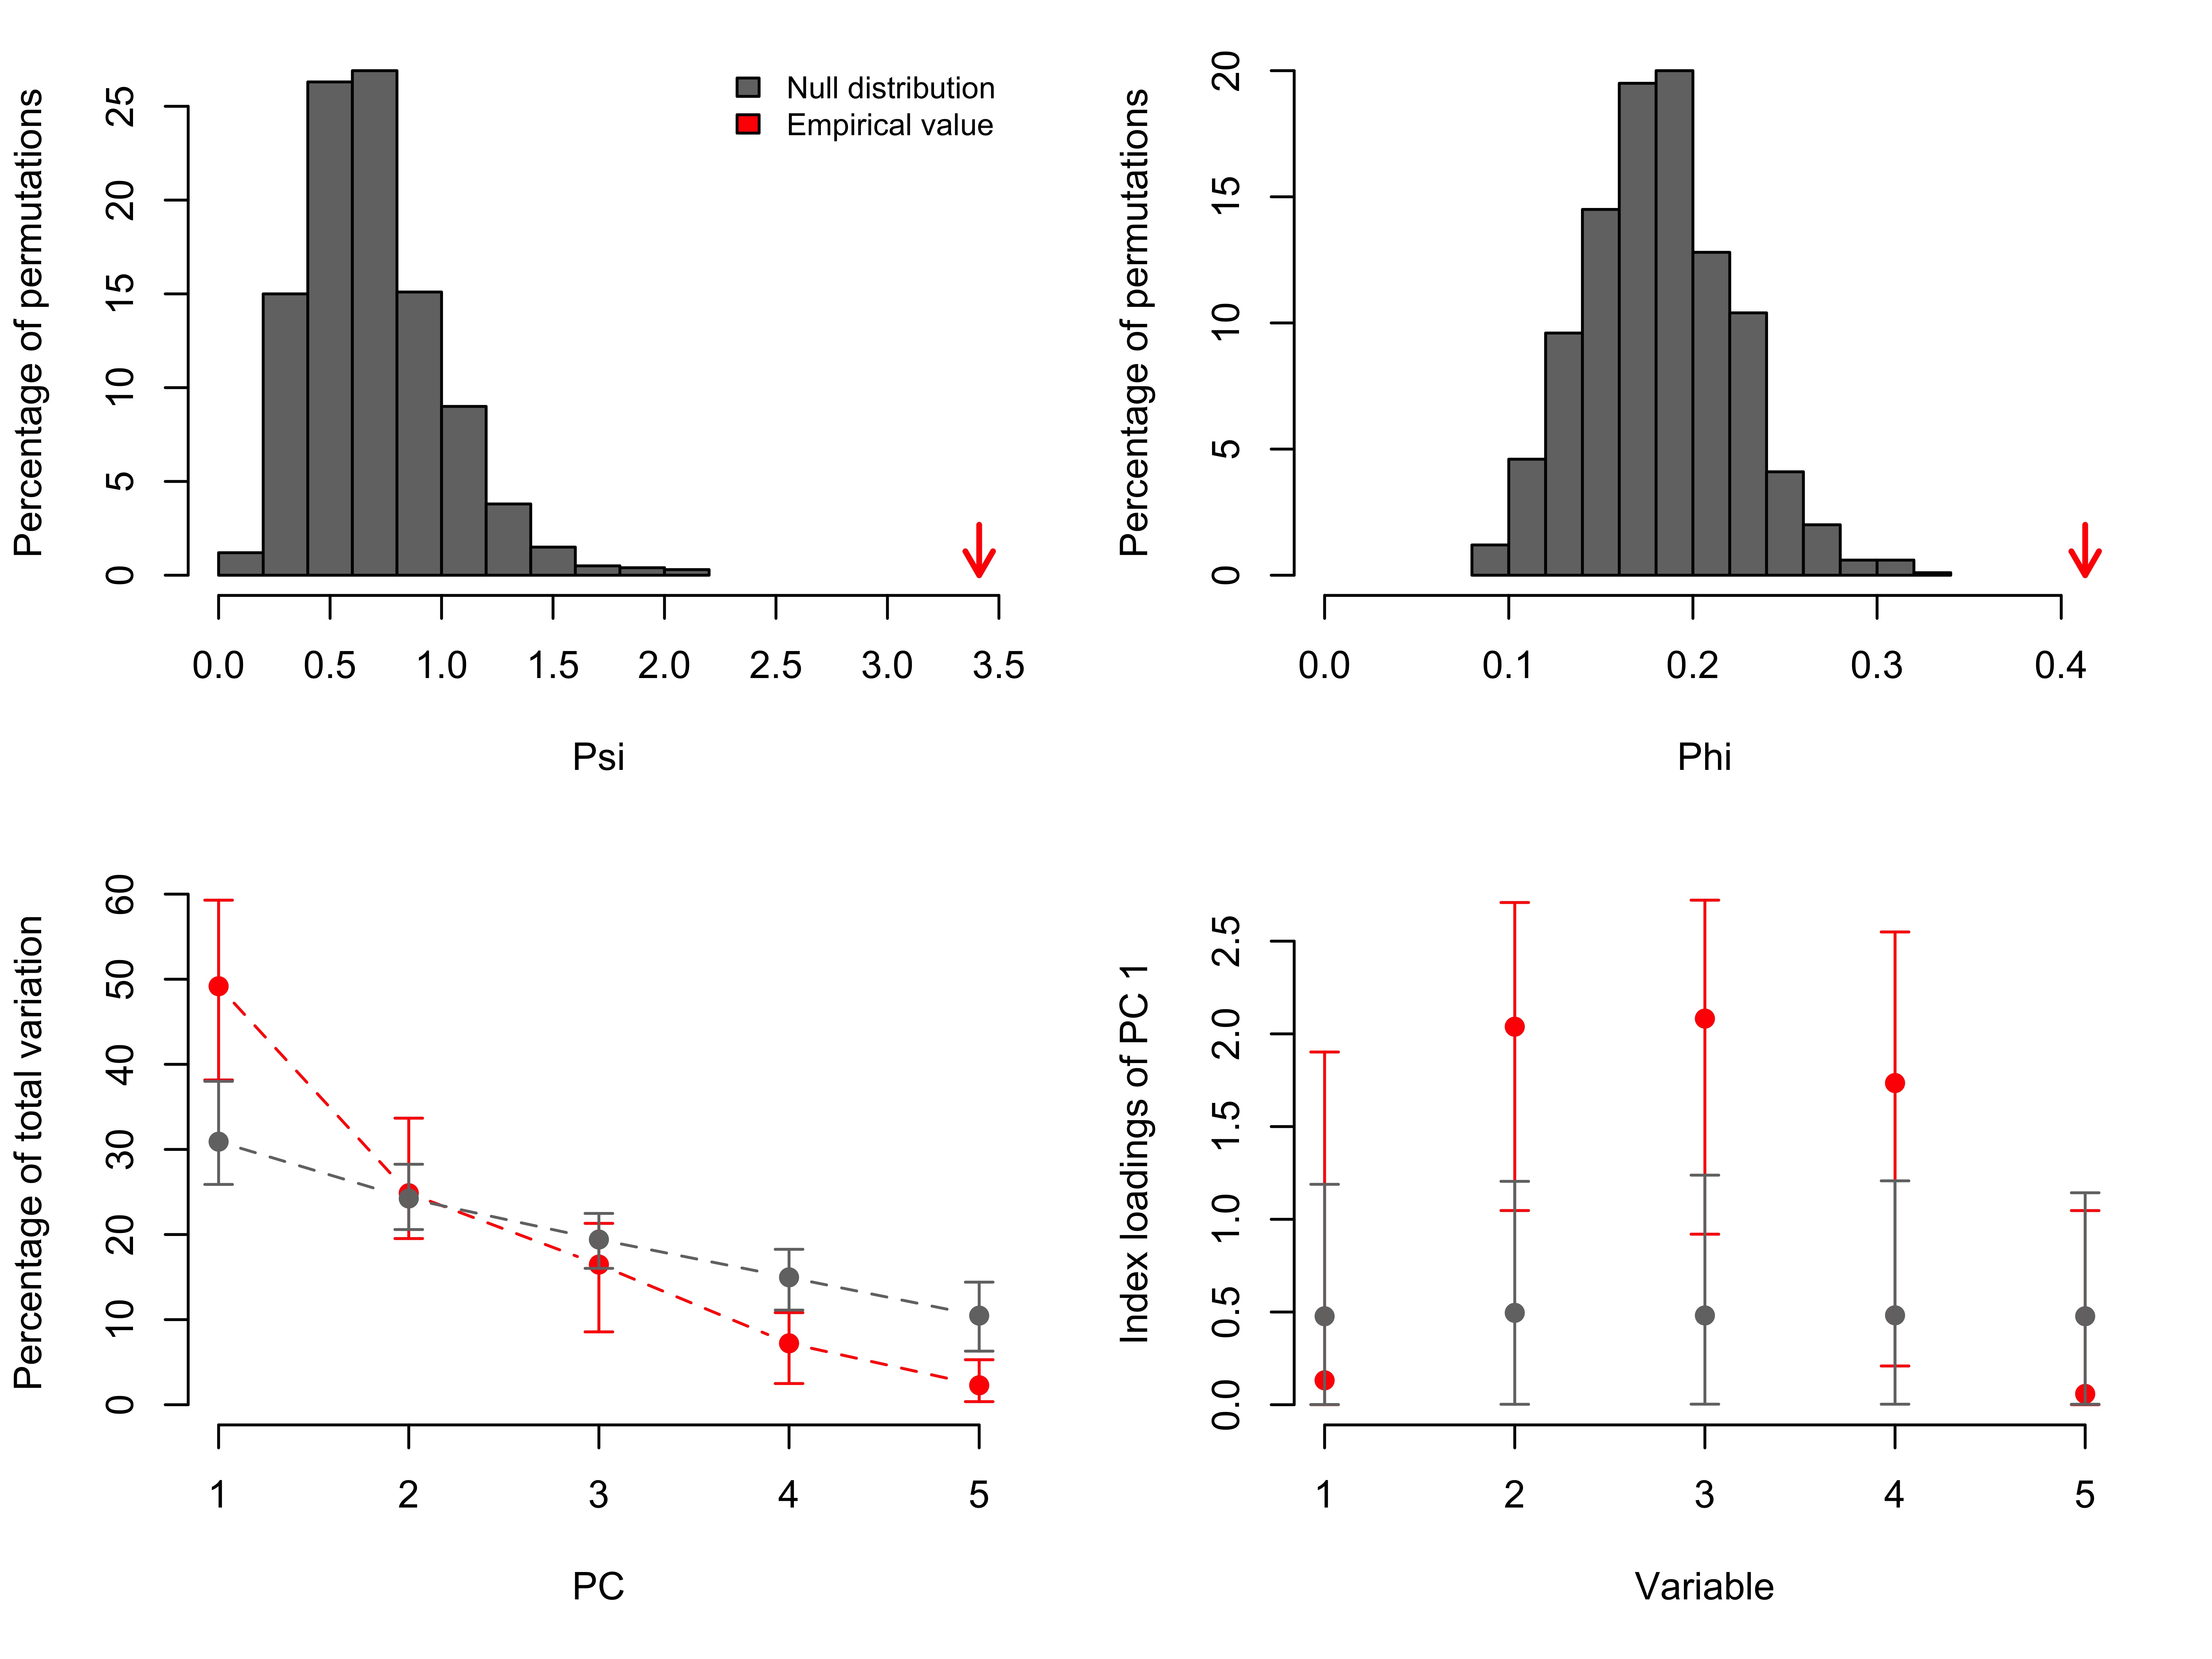 Percentage of permutations
0 5 10 15 20 25
Null distribution
Empirical value
0.0 0.5 1.0 1.5 2.0 2.5 3.0 3.5
Psi
Percentage of permutations
0 5 10 15 20
0.0 0.1 0.2 0.3 0.4
Phi
Percentage of total variation
0 10 20 30 40 50 60
1 2 3 4 5
PC
Index loadings of PC 1
0.0 0.5 1.0 1.5 2.0 2.5
1 2 3 4 5
Variable